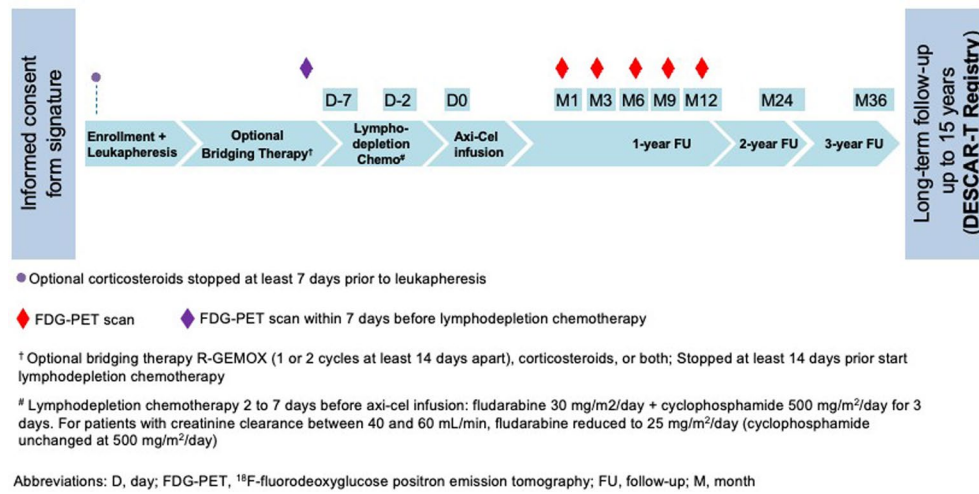 Informed consent
form signature
D-7
D-2
D0
M1
M3
M6
M9
M12
M24
M36
Enrollment +
Leukapheresis
Optional
Bridging Therapy†
Lympho-
depletion
Chemo#
Axi-Cel
infusion
1-year FU
2-year FU
3-year FU
Long-term follow-up
up to 15 years
(DESCAR-T Registry)
Optional corticosteroids stopped at least 7 days prior to leukapheresis
FDG-PET scan
FDG-PET scan within 7 days before lymphodepletion chemotherapy
† Optional bridging therapy R-GEMOX (1 or 2 cycles at least 14 days apart), corticosteroids, or both; Stopped at least 14 days prior start
lymphodepletion chemotherapy
# Lymphodepletion chemotherapy 2 to 7 days before axi-cel infusion: fludarabine 30 mg/m2/day + cyclophosphamide 500 mg/m²/day for 3
days. For patients with creatinine clearance between 40 and 60 mL/min, fludarabine reduced to 25 mg/m²/day (cyclophosphamide
unchanged at 500 mg/m²/day)
Abbreviations: D, day; FDG-PET, ¹⁸F-fluorodeoxyglucose positron emission tomography; FU, follow-up; M, month